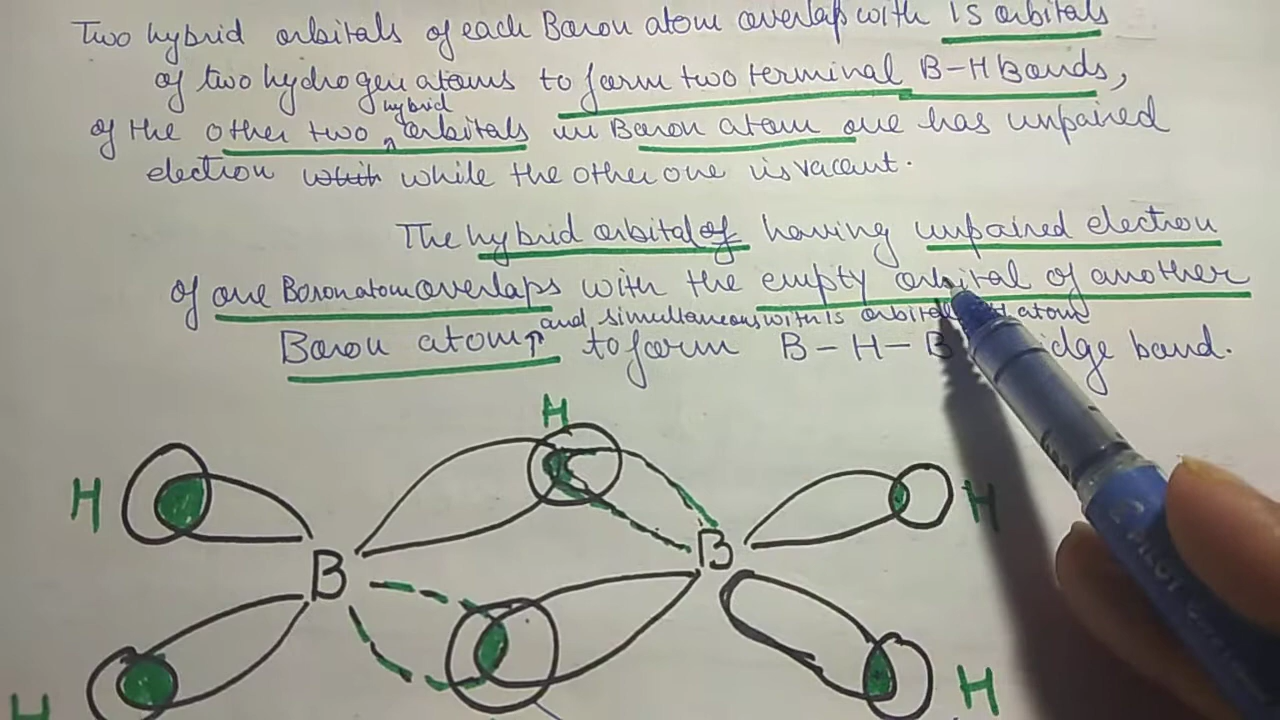 Two hybrid orbitals of each Boron atom overlap with 1s orbitals
of two hydrogen atoms to form two terminal B-H Bonds,
hybrid
of the other two orbitals in Boron atom one has unpaired
electron while the other one is vacant.
The hybrid orbital of having unpaired electron
of one Boron atom overlaps with the empty orbital of another
and simultaneous with 1s orbital atom
Boron atom to form B-H-B bond.
H
H
B
B
H
H
H